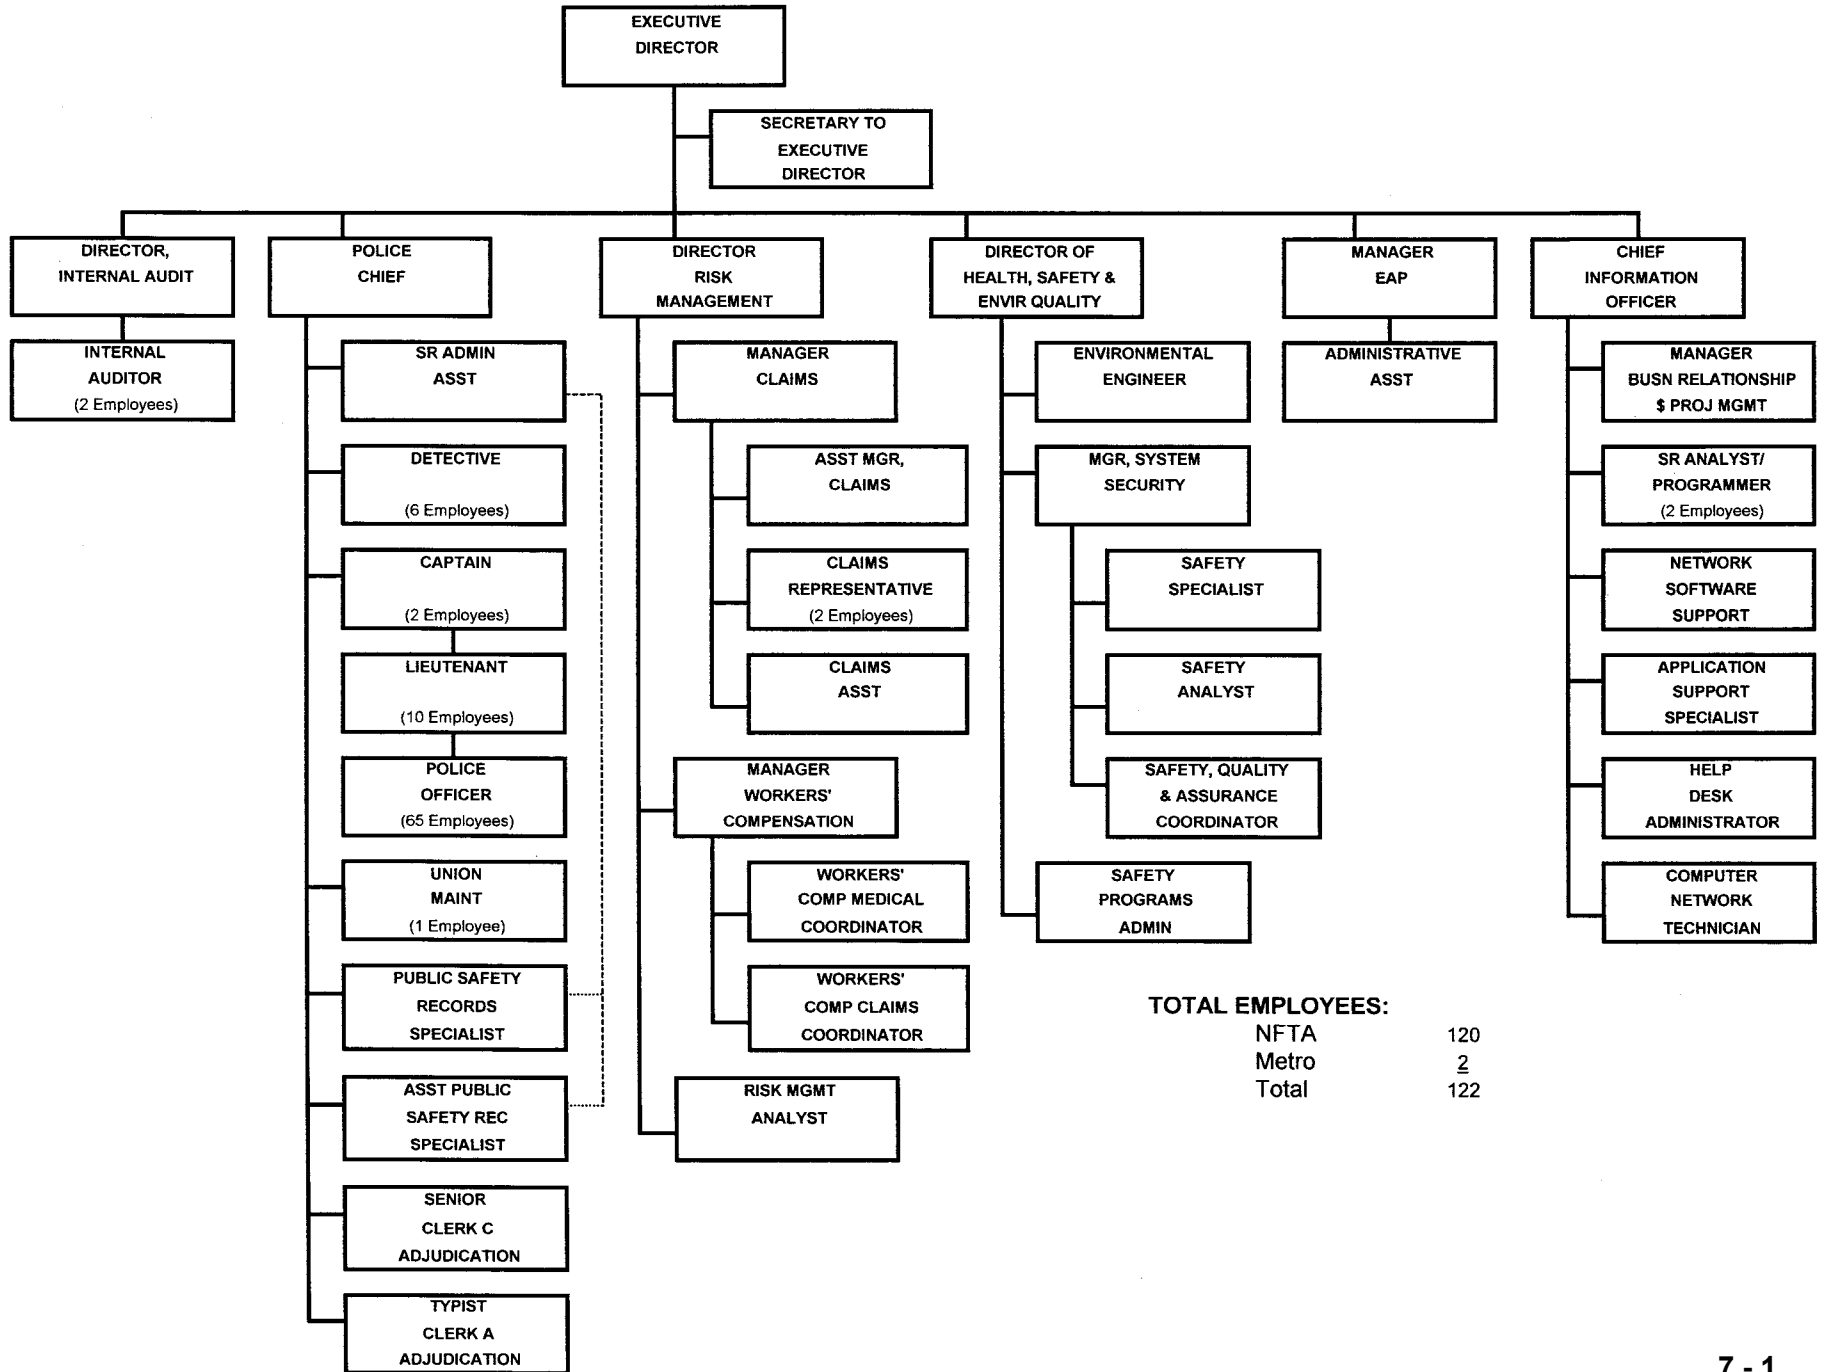 EXECUTIVE
DIRECTOR
SECRETARY TO
EXECUTIVE
DIRECTOR
DIRECTOR,
INTERNAL AUDIT
INTERNAL
AUDITOR
(2 Employees)
POLICE
CHIEF
SR ADMIN
ASST
DETECTIVE
(6 Employees)
CAPTAIN
(2 Employees)
LIEUTENANT
(10 Employees)
POLICE
OFFICER
(65 Employees)
UNION
MAINT
(1 Employee)
PUBLIC SAFETY
RECORDS
SPECIALIST
ASST PUBLIC
SAFETY REC
SPECIALIST
SENIOR
CLERK C
ADJUDICATION
TYPIST
CLERK A
ADJUDICATION
DIRECTOR
RISK
MANAGEMENT
MANAGER
CLAIMS
ASST MGR,
CLAIMS
CLAIMS
REPRESENTATIVE
(2 Employees)
CLAIMS
ASST
MANAGER
WORKERS'
COMPENSATION
WORKERS'
COMP MEDICAL
COORDINATOR
WORKERS'
COMP CLAIMS
COORDINATOR
RISK MGMT
ANALYST
DIRECTOR OF
HEALTH, SAFETY &
ENVIR QUALITY
ENVIRONMENTAL
ENGINEER
MGR, SYSTEM
SECURITY
SAFETY
SPECIALIST
SAFETY
ANALYST
SAFETY, QUALITY
& ASSURANCE
COORDINATOR
SAFETY
PROGRAMS
ADMIN
MANAGER
EAP
ADMINISTRATIVE
ASST
CHIEF
INFORMATION
OFFICER
MANAGER
BUSN RELATIONSHIP
$ PROJ MGMT
SR ANALYST/
PROGRAMMER
(2 Employees)
NETWORK
SOFTWARE
SUPPORT
APPLICATION
SUPPORT
SPECIALIST
HELP
DESK
ADMINISTRATOR
COMPUTER
NETWORK
TECHNICIAN
TOTAL EMPLOYEES:
NFTA 120
Metro 2
Total 122
7 - 1